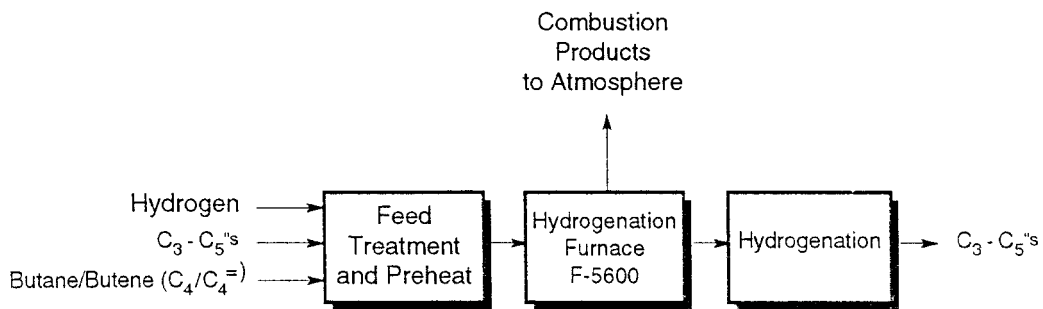 Combustion
Products
to Atmosphere
Hydrogen
C3 - C5"s
Butane/Butene (C4/C4=)
Feed
Treatment
and Preheat
Hydrogenation
Furnace
F-5600
Hydrogenation
C3 - C5"s